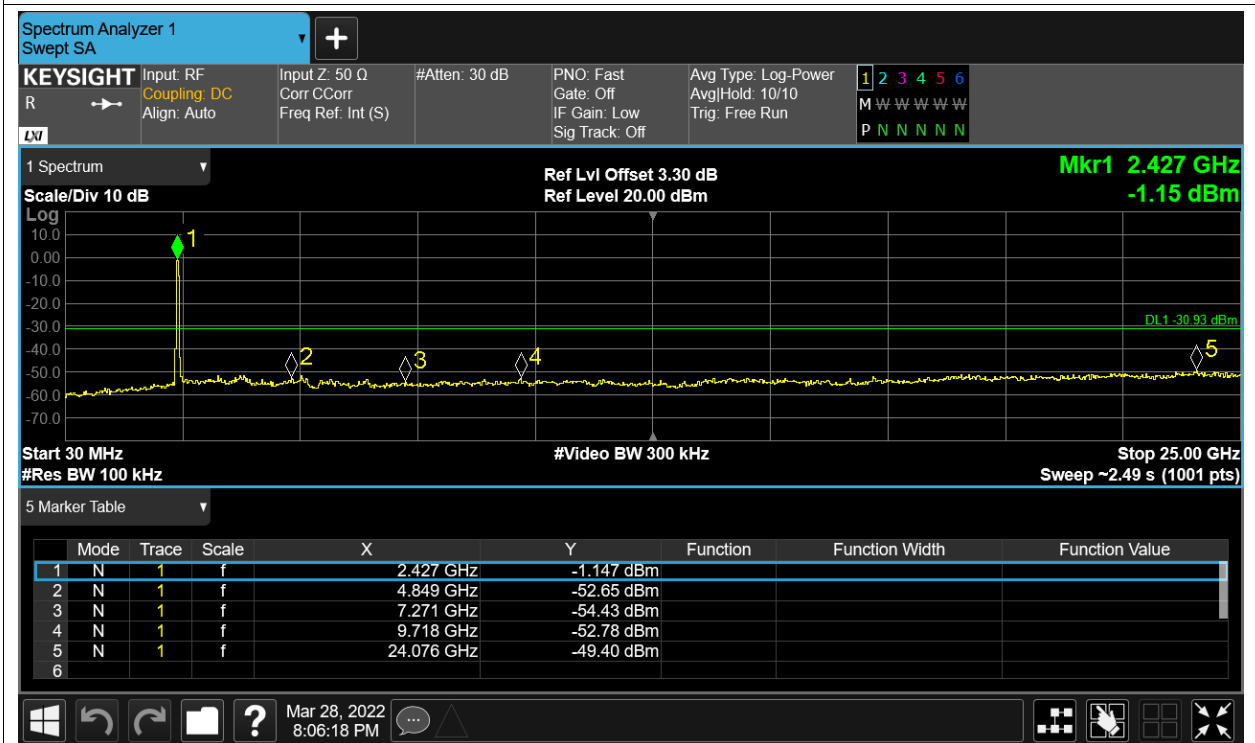 Spectrum Analyzer 1
Swept SA
KEYSIGHT
R
LXI
Input: RF
Coupling: DC
Align: Auto
Input Z: 50 Ω
Corr CCorr
Freq Ref: Int (S)
#Atten: 30 dB
PNO: Fast
Gate: Off
IF Gain: Low
Sig Track: Off
Avg Type: Log-Power
Avg|Hold: 10/10
Trig: Free Run
1 2 3 4 5 6
M W W W W W
P N N N N N
1 Spectrum
Scale/Div 10 dB
Ref Lvl Offset 3.30 dB
Ref Level 20.00 dBm
Mkr1 2.427 GHz
-1.15 dBm
Log
10.0
0.00
-10.0
-20.0
-30.0
-40.0
-50.0
-60.0
-70.0
1
2
3
4
5
DL1 -30.93 dBm
Start 30 MHz
#Res BW 100 kHz
#Video BW 300 kHz
Stop 25.00 GHz
Sweep ~2.49 s (1001 pts)
5 Marker Table
Mode Trace Scale X Y Function Function Width Function Value
1 N 1 f 2.427 GHz -1.147 dBm
2 N 1 f 4.849 GHz -52.65 dBm
3 N 1 f 7.271 GHz -54.43 dBm
4 N 1 f 9.718 GHz -52.78 dBm
5 N 1 f 24.076 GHz -49.40 dBm
6
?
Mar 28, 2022
8:06:18 PM